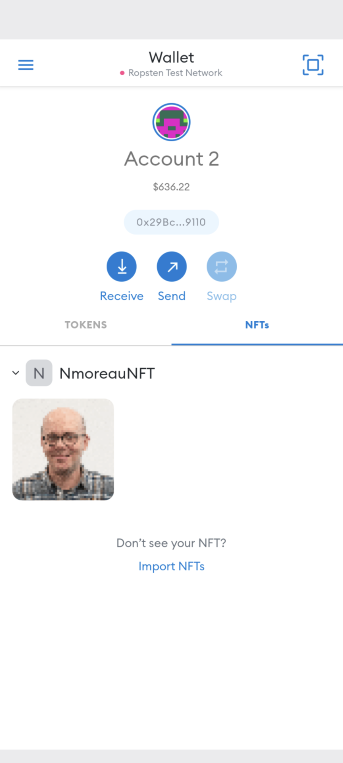 Wallet
Ropsten Test Network
Account 2
$636.22
0x29Bc...9110
Receive Send Swap
TOKENS NFTs
N NmoreauNFT
Don't see your NFT?
Import NFTs